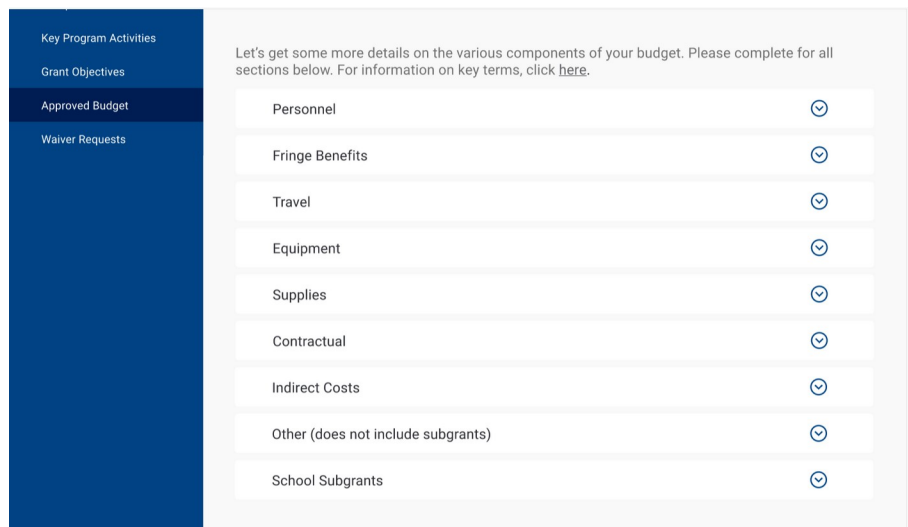 Key Program Activities
Grant Objectives
Approved Budget
Waiver Requests
Let's get some more details on the various components of your budget. Please complete for all
sections below. For information on key terms, click here.
Personnel
Fringe Benefits
Travel
Equipment
Supplies
Contractual
Indirect Costs
Other (does not include subgrants)
School Subgrants